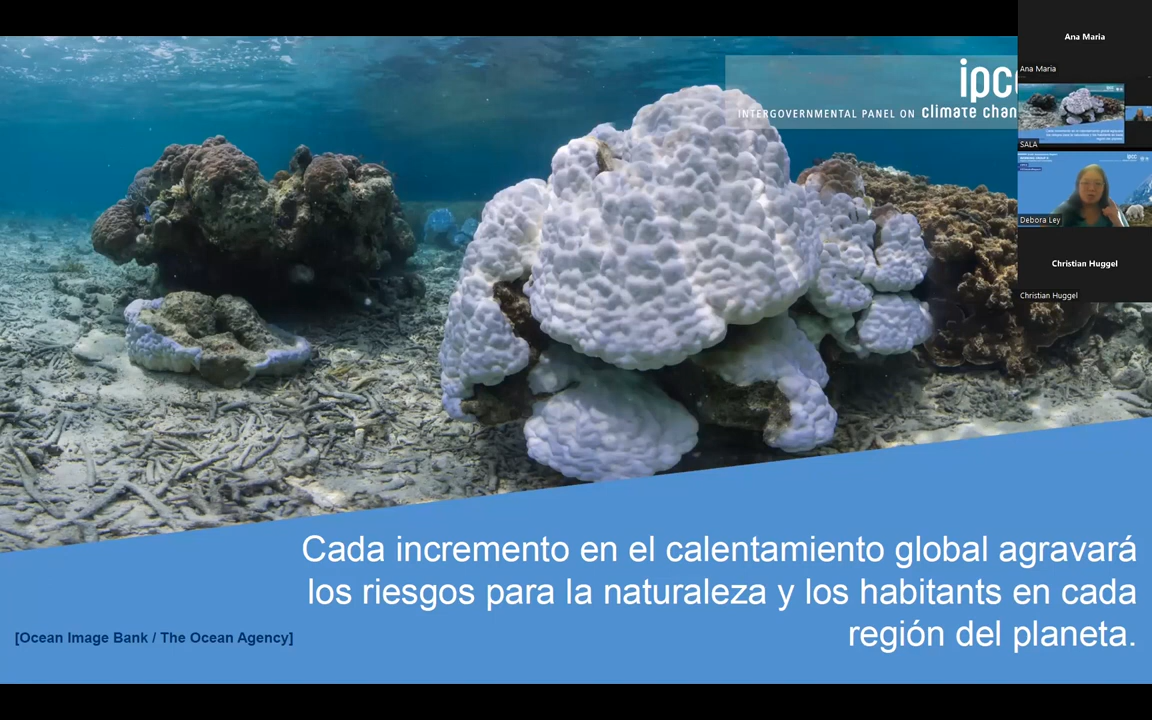 ipcc
INTERGOVERNMENTAL PANEL ON climate chan
Ana Maria
Ana Maria
SALA
Debora Ley
Christian Huggel
Christian Huggel
Cada incremento en el calentamiento global agravará
los riesgos para la naturaleza y los habitants en cada
región del planeta.
[Ocean Image Bank / The Ocean Agency]